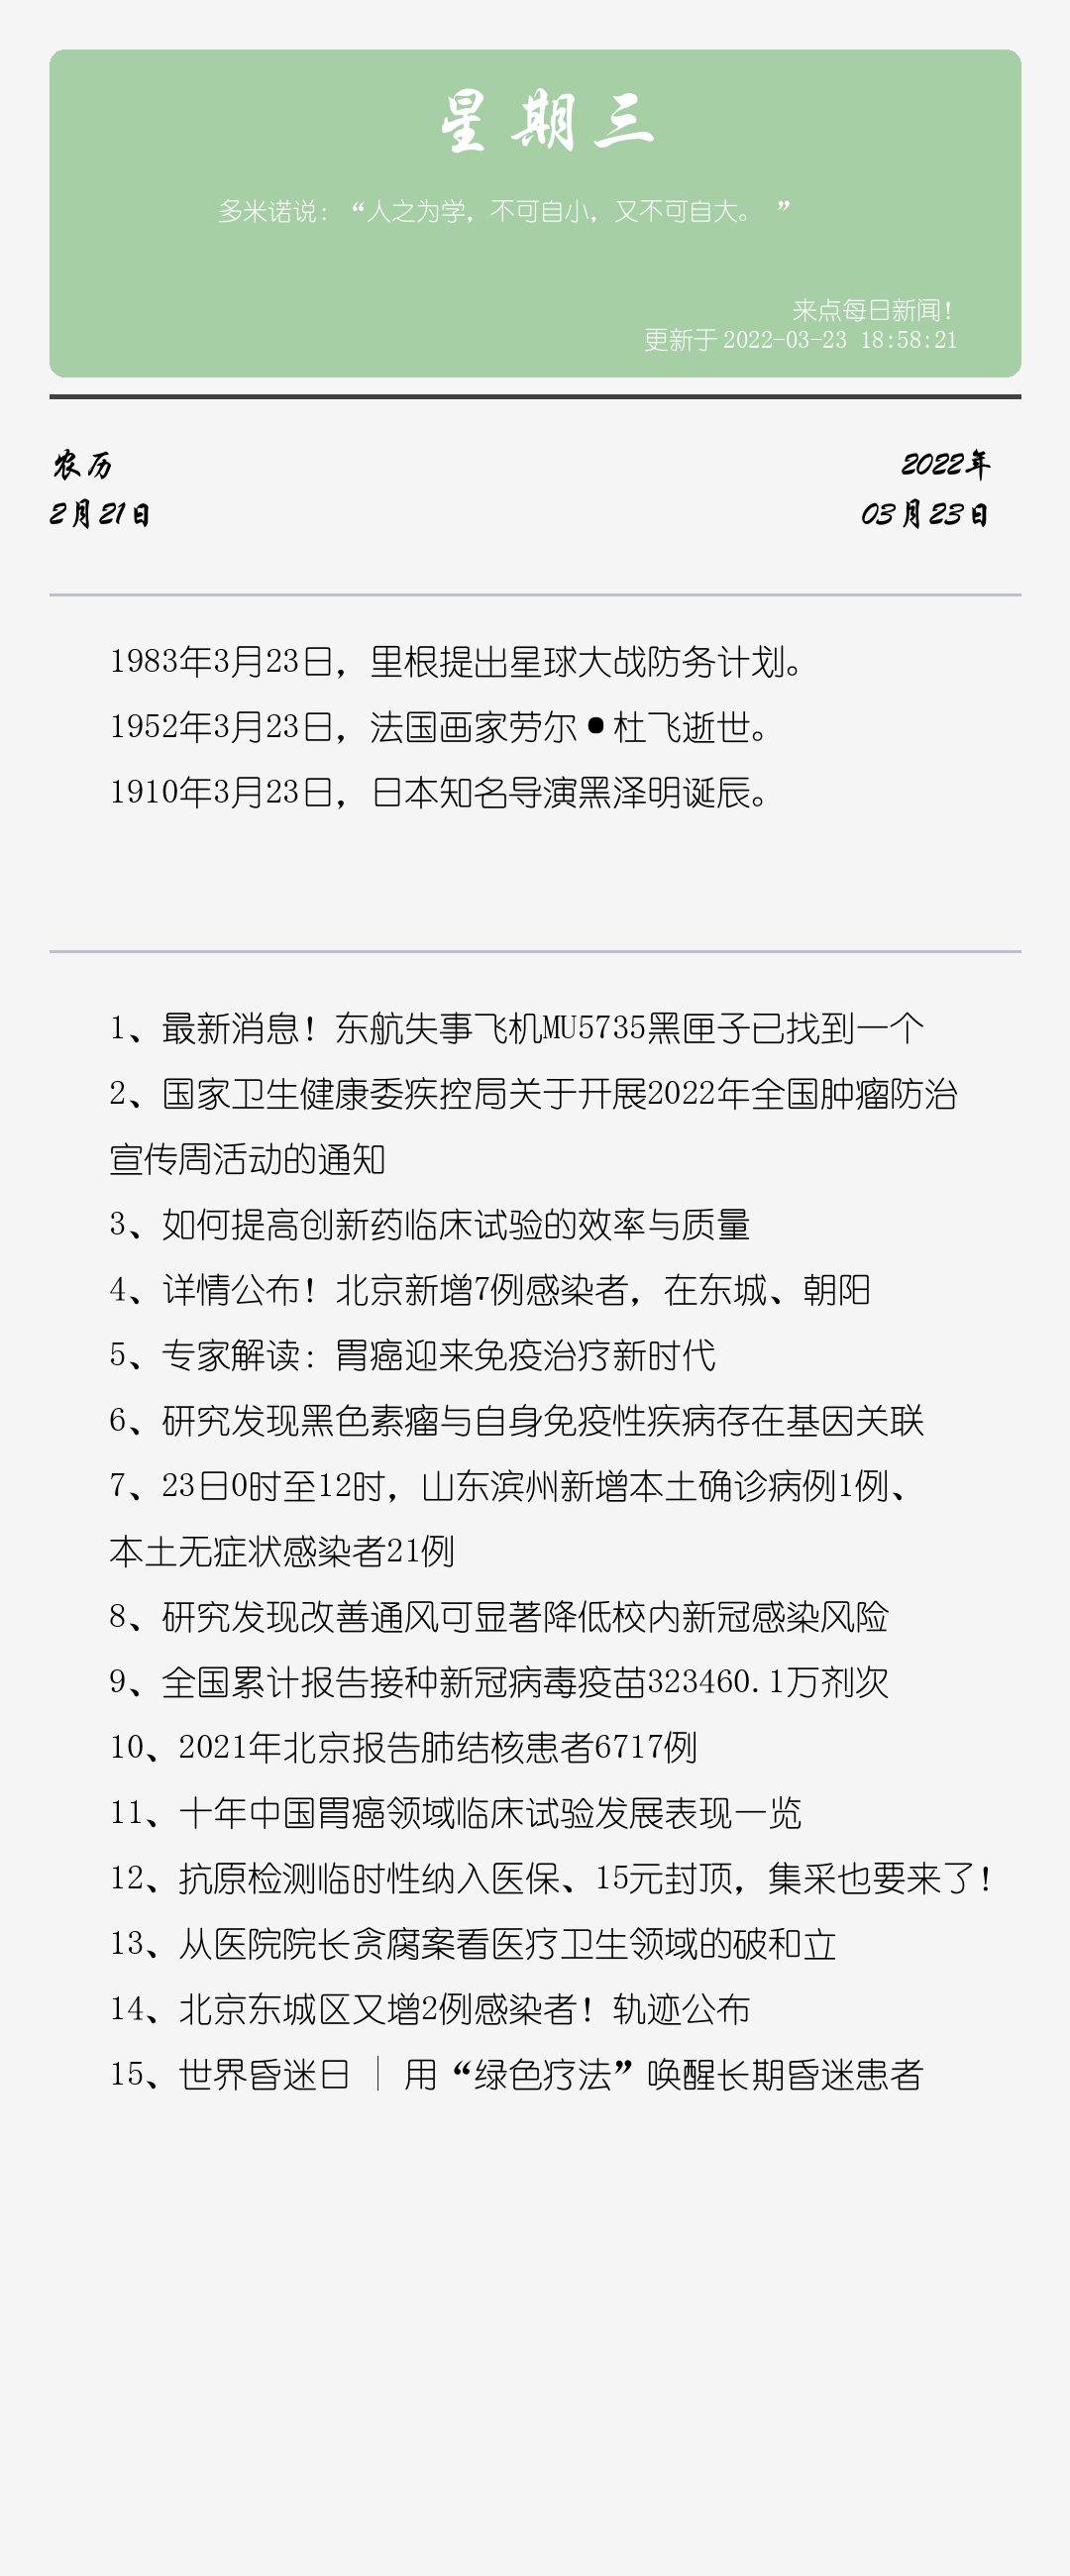 星期三
多米诺说：“人之为学，不可自小，又不可自大。 ”
来点每日新闻！
更新于 2022-03-23 18:58:21
农历
2月21日
2022年
03月23日
1983年3月23日，里根提出星球大战防务计划。
1952年3月23日，法国画家劳尔•杜飞逝世。
1910年3月23日，日本知名导演黑泽明诞辰。
1、最新消息！东航失事飞机MU5735黑匣子已找到一个
2、国家卫生健康委疾控局关于开展2022年全国肿瘤防治
宣传周活动的通知
3、如何提高创新药临床试验的效率与质量
4、详情公布！北京新增7例感染者，在东城、朝阳
5、专家解读：胃癌迎来免疫治疗新时代
6、研究发现黑色素瘤与自身免疫性疾病存在基因关联
7、23日0时至12时，山东滨州新增本土确诊病例1例、
本土无症状感染者21例
8、研究发现改善通风可显著降低校内新冠感染风险
9、全国累计报告接种新冠病毒疫苗323460.1万剂次
10、2021年北京报告肺结核患者6717例
11、十年中国胃癌领域临床试验发展表现一览
12、抗原检测临时性纳入医保、15元封顶，集采也要来了！
13、从医院院长贪腐案看医疗卫生领域的破和立
14、北京东城区又增2例感染者！轨迹公布
15、世界昏迷日 | 用“绿色疗法”唤醒长期昏迷患者